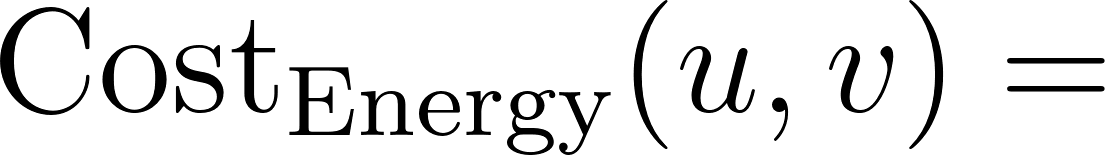 Cost_Energy(u, v) =